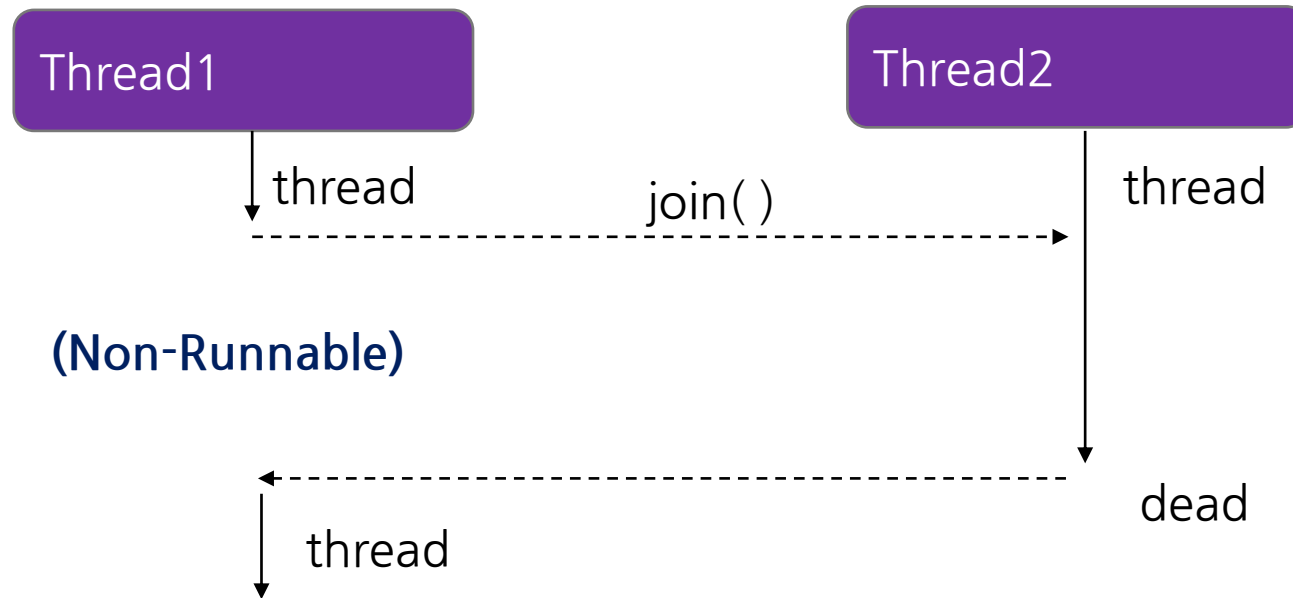 Thread1
Thread2
thread
join( )
thread
(Non-Runnable)
dead
thread